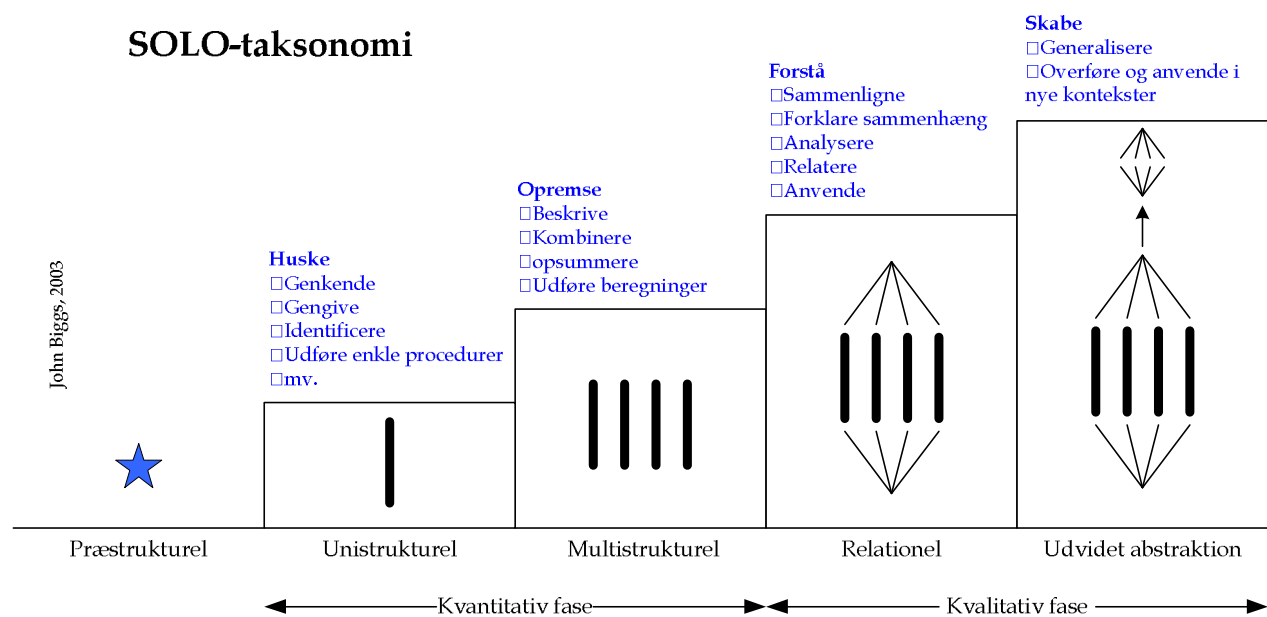 SOLO-taksonomi
John Biggs, 2003
Huske
□Genkende
□Gengive
□Identificere
□Udføre enkle procedurer
□mv.
Opremse
□Beskrive
□Kombinere
□opsummere
□Udføre beregninger
Forstå
□Sammenligne
□Forklare sammenhæng
□Analysere
□Relatere
□Anvende
Skabe
□Generalisere
□Overføre og anvende i
nye kontekster
Præstrukturel
Unistrukturel
Multistrukturel
Relationel
Udvidet abstraktion
Kvantitativ fase
Kvalitativ fase